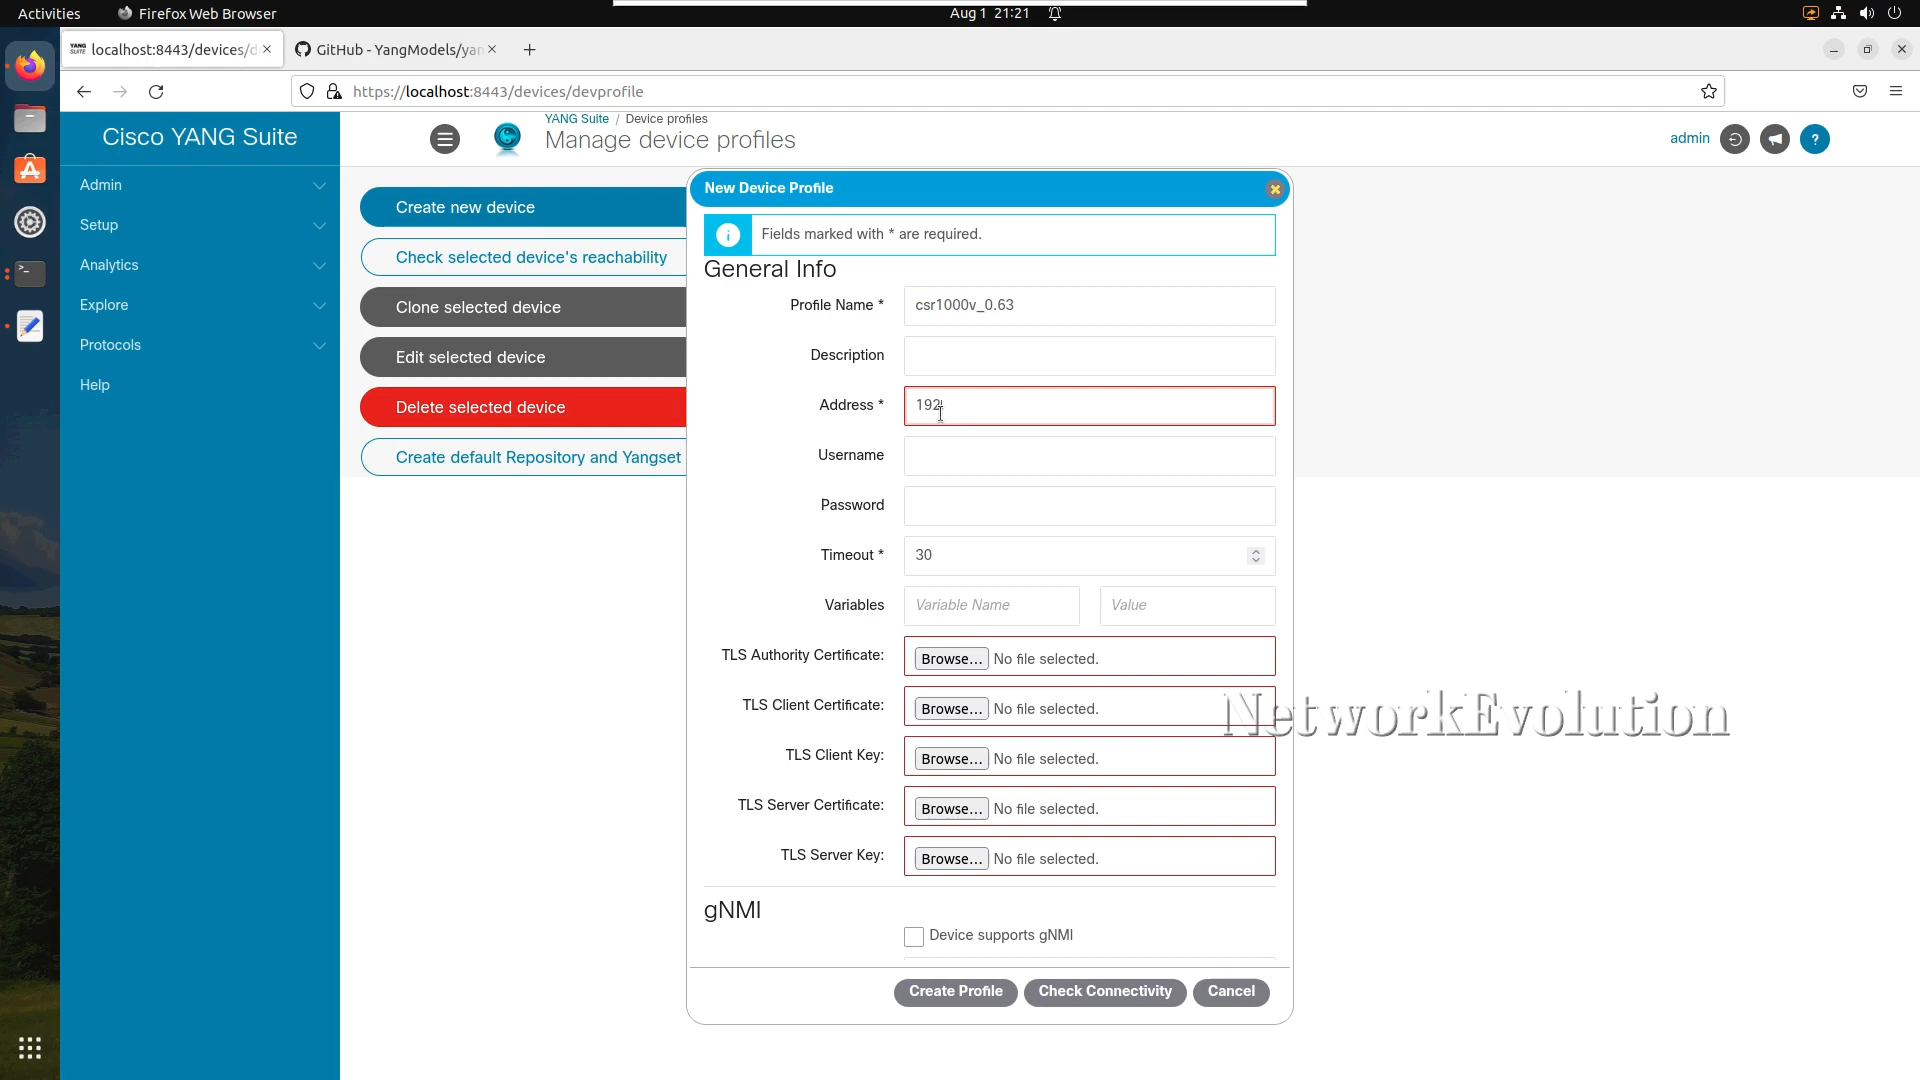 Activities
Firefox Web Browser
Aug 1 21:21
YANG SUITE localhost:8443/devices/d
GitHub - YangModels/yan
https://localhost:8443/devices/devprofile
Cisco YANG Suite
YANG Suite / Device profiles
Manage device profiles
admin
?
Admin
Setup
Analytics
Explore
Protocols
Help
Create new device
Check selected device's reachability
Clone selected device
Edit selected device
Delete selected device
Create default Repository and Yangset
New Device Profile
Fields marked with * are required.
General Info
Profile Name * csr1000v_0.63
Description
Address * 192
Username
Password
Timeout * 30
Variables Variable Name Value
TLS Authority Certificate: Browse... No file selected.
TLS Client Certificate: Browse... No file selected.
TLS Client Key: Browse... No file selected.
TLS Server Certificate: Browse... No file selected.
TLS Server Key: Browse... No file selected.
gNMI
Device supports gNMI
Create Profile Check Connectivity Cancel
NetworkEvolution